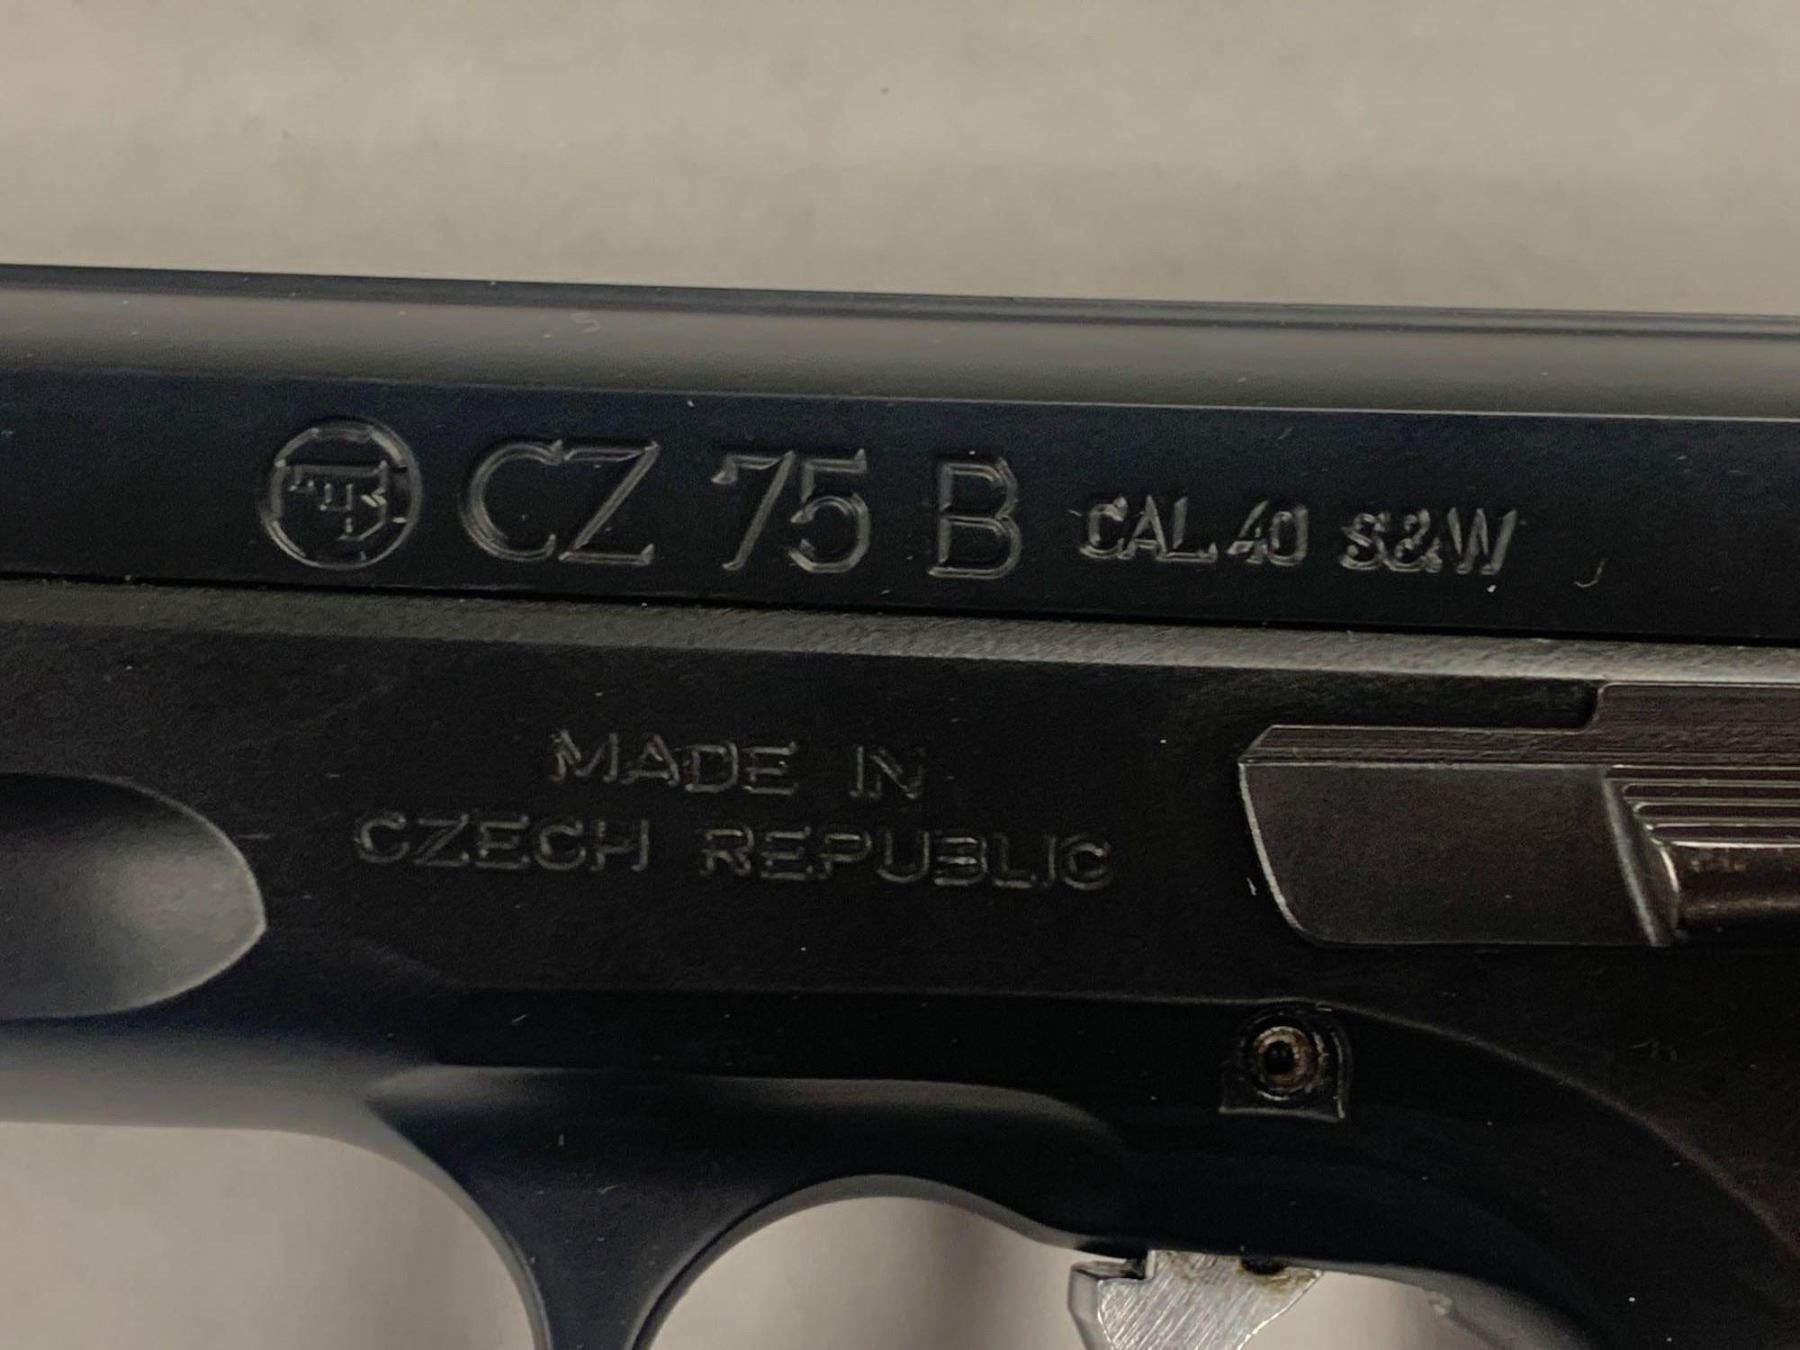 CZ 75 B CAL. 40 S&W
MADE IN
CZECH REPUBLIC